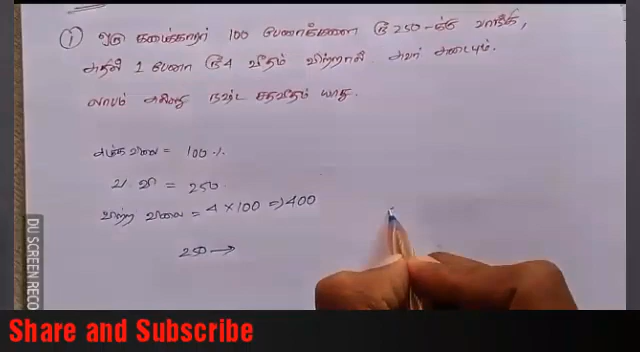 ① ஒரு கடைக்காரர் 100 பேனாக்களை ரூ 250-க்கு வாங்கி,
அதில் 1 பேனா ரூ4 வீதம் விற்றால் அவர் அடையும்.
லாபம் அல்லது நஷ்ட சதவீதம் யாது.
அடக்க விலை = 100 %
வா. வி = 250.
விற்ற விலை = 4 × 100 => 400
250 →
DU SCREEN RECO
Share and Subscribe